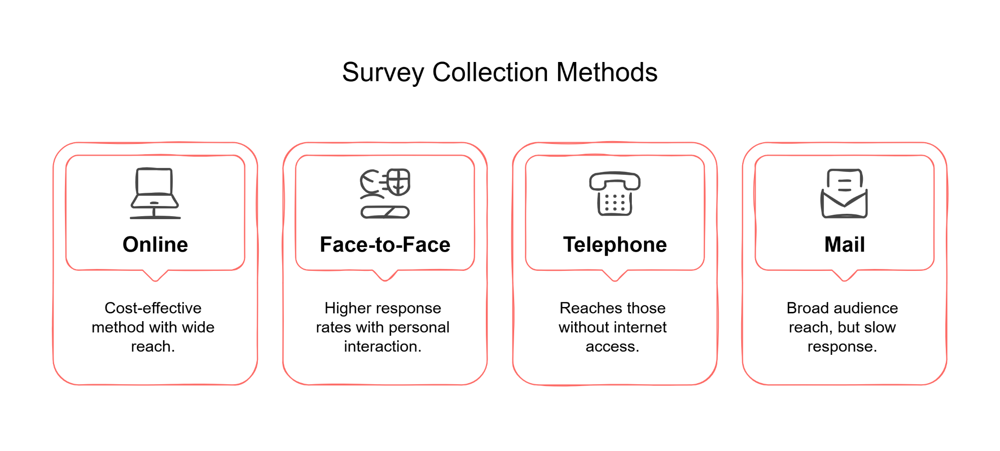 Survey Collection Methods
Online
Cost-effective
method with wide
reach.
Face-to-Face
Higher response
rates with personal
interaction.
Telephone
Reaches those
without internet
access.
Mail
Broad audience
reach, but slow
response.